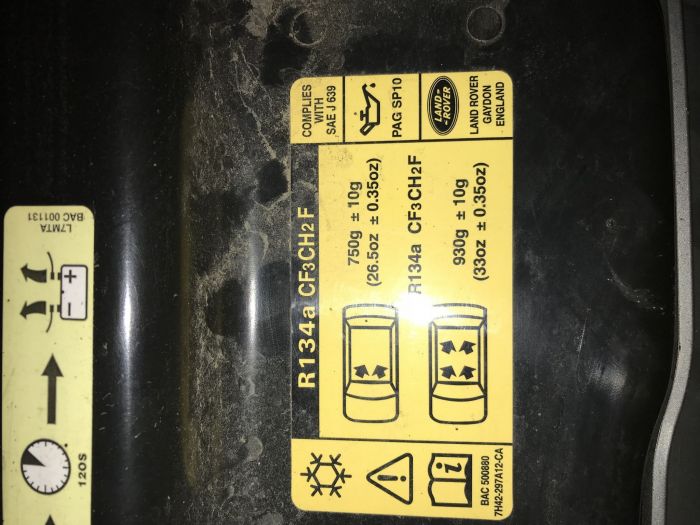 R134a CF3CH2F
750g ± 10g
(26.5oz ± 0.35oz)
R134a CF3CH2F
930g ± 10g
(33oz ± 0.35oz)
COMPLIES
WITH
SAE J 639
PAG SP10
LAND-
-ROVER
LAND ROVER
GAYDON
ENGLAND
BAC 500880
7H42-297A12-CA
L7MTA
BAC 001131
120S